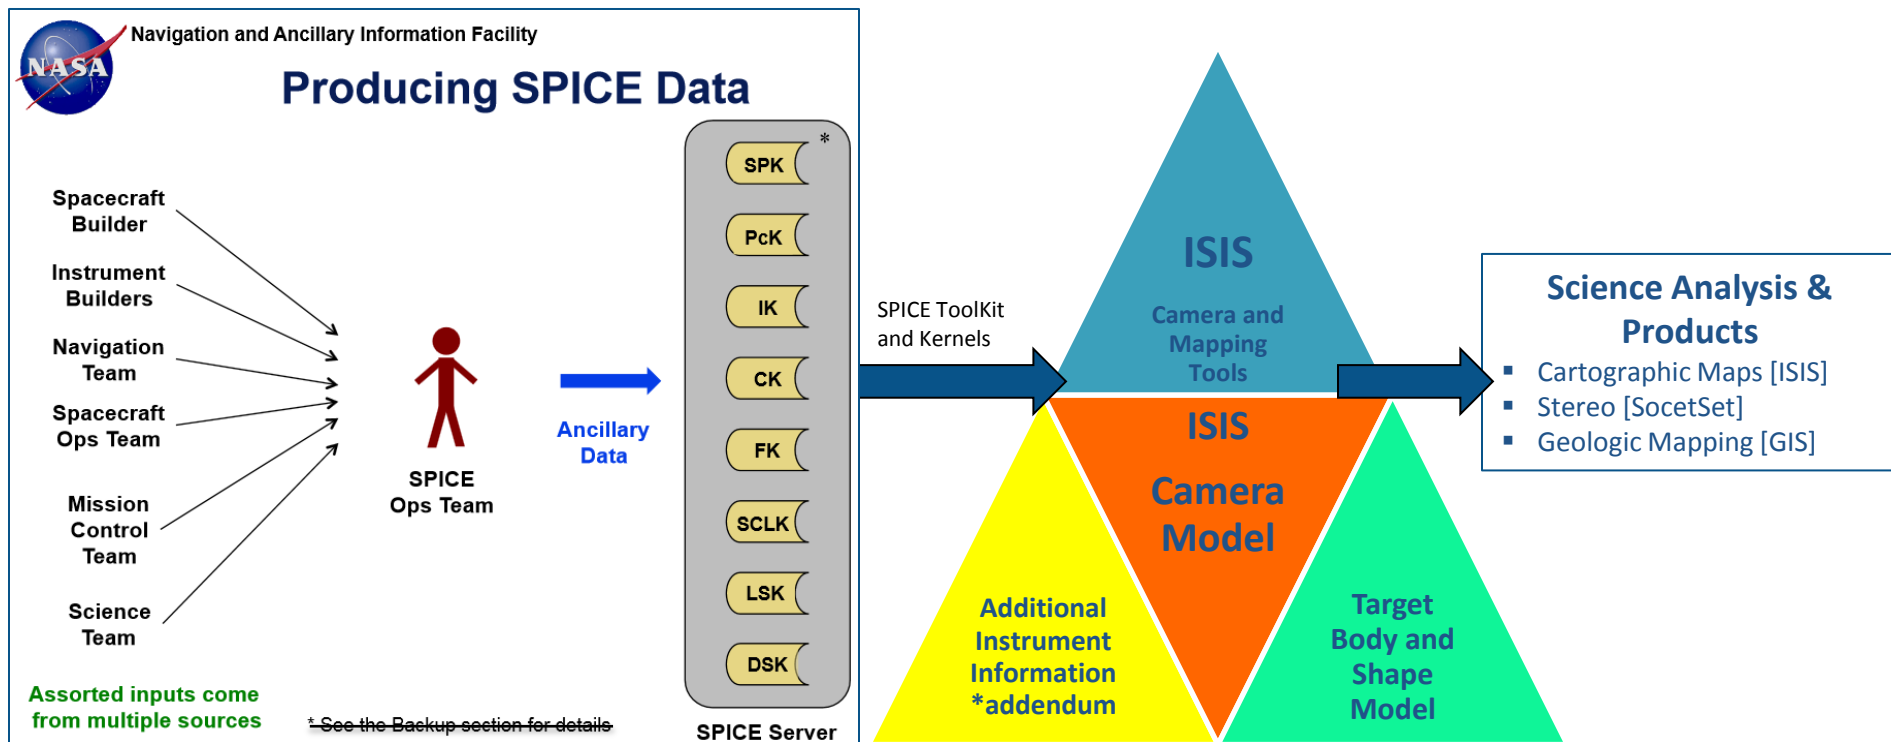 NASA
Navigation and Ancillary Information Facility
Producing SPICE Data
Spacecraft
Builder
Instrument
Builders
Navigation
Team
Spacecraft
Ops Team
Mission
Control
Team
Science
Team
Assorted inputs come
from multiple sources
SPICE
Ops Team
Ancillary
Data
*
SPK
PcK
IK
CK
FK
SCLK
LSK
DSK
* See the Backup section for details
SPICE Server
SPICE ToolKit
and Kernels
ISIS
Camera and
Mapping
Tools
ISIS
Camera
Model
Additional
Instrument
Information
*addendum
Target
Body and
Shape
Model
Science Analysis &
Products
▪ Cartographic Maps [ISIS]
▪ Stereo [SocetSet]
▪ Geologic Mapping [GIS]